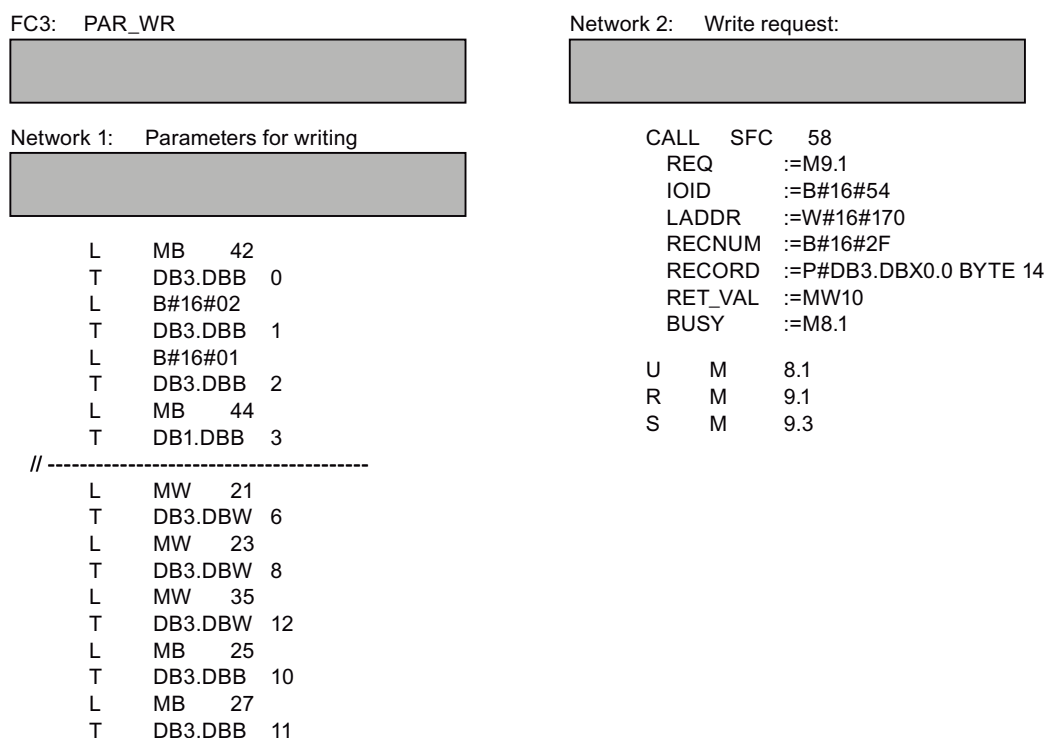 FC3: PAR_WR
Network 1: Parameters for writing
L MB 42
T DB3.DBB 0
L B#16#02
T DB3.DBB 1
L B#16#01
T DB3.DBB 2
L MB 44
T DB1.DBB 3
// ----------------------------------------
L MW 21
T DB3.DBW 6
L MW 23
T DB3.DBW 8
L MW 35
T DB3.DBW 12
L MB 25
T DB3.DBB 10
L MB 27
T DB3.DBB 11
Network 2: Write request:
CALL SFC 58
REQ :=M9.1
IOID :=B#16#54
LADDR :=W#16#170
RECNUM :=B#16#2F
RECORD :=P#DB3.DBX0.0 BYTE 14
RET_VAL :=MW10
BUSY :=M8.1
U M 8.1
R M 9.1
S M 9.3